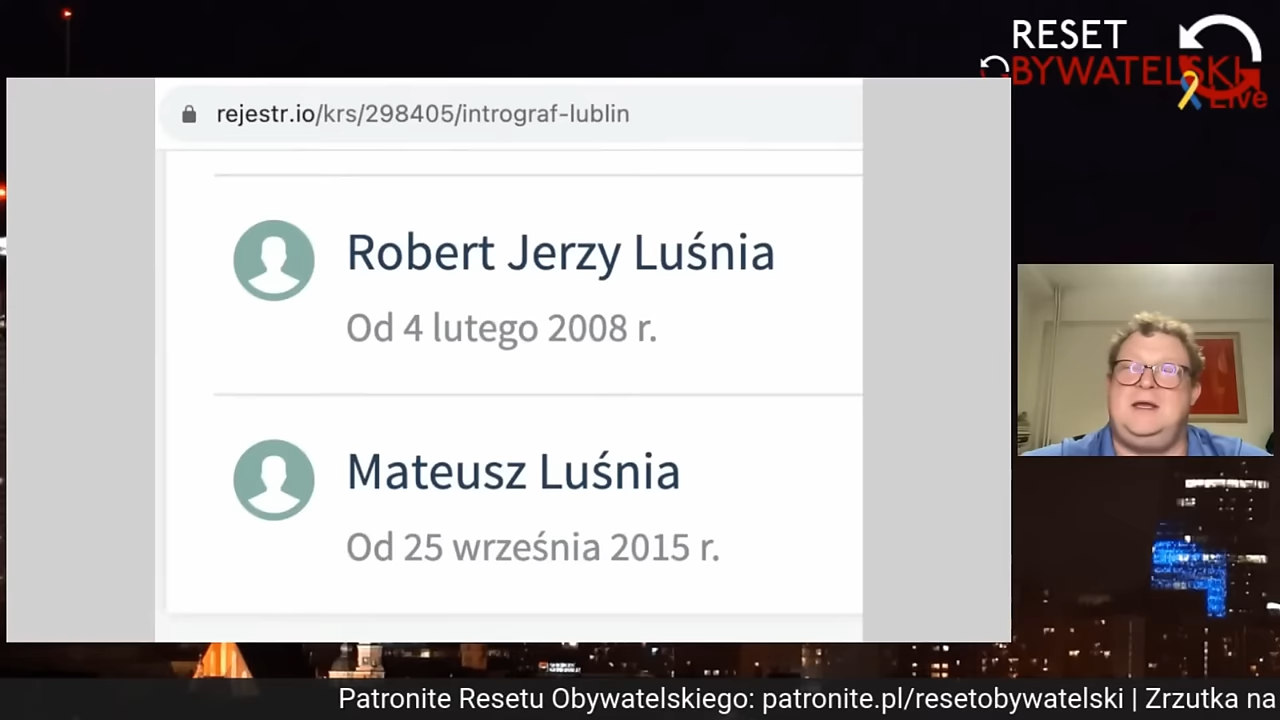 RESET
OBYWATELSKI
Live
rejestr.io/krs/298405/intrograf-lublin
Robert Jerzy Luśnia
Od 4 lutego 2008 r.
Mateusz Luśnia
Od 25 września 2015 r.
Patronite Resetu Obywatelskiego: patronite.pl/resetobywatelski | Zrzutka na